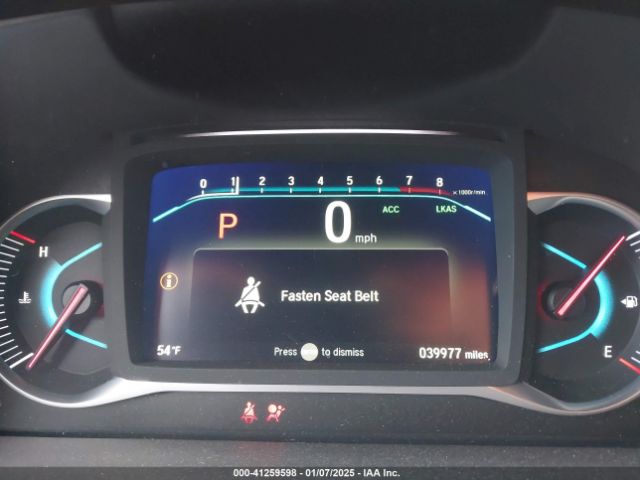 0 1 2 3 4 5 6 7 8 x1000r/min
P 0 mph ACC LKAS
H
i
Fasten Seat Belt
E
54°F Press to dismiss 039977 miles
000-41259598 - 01/07/2025 - IAA Inc.